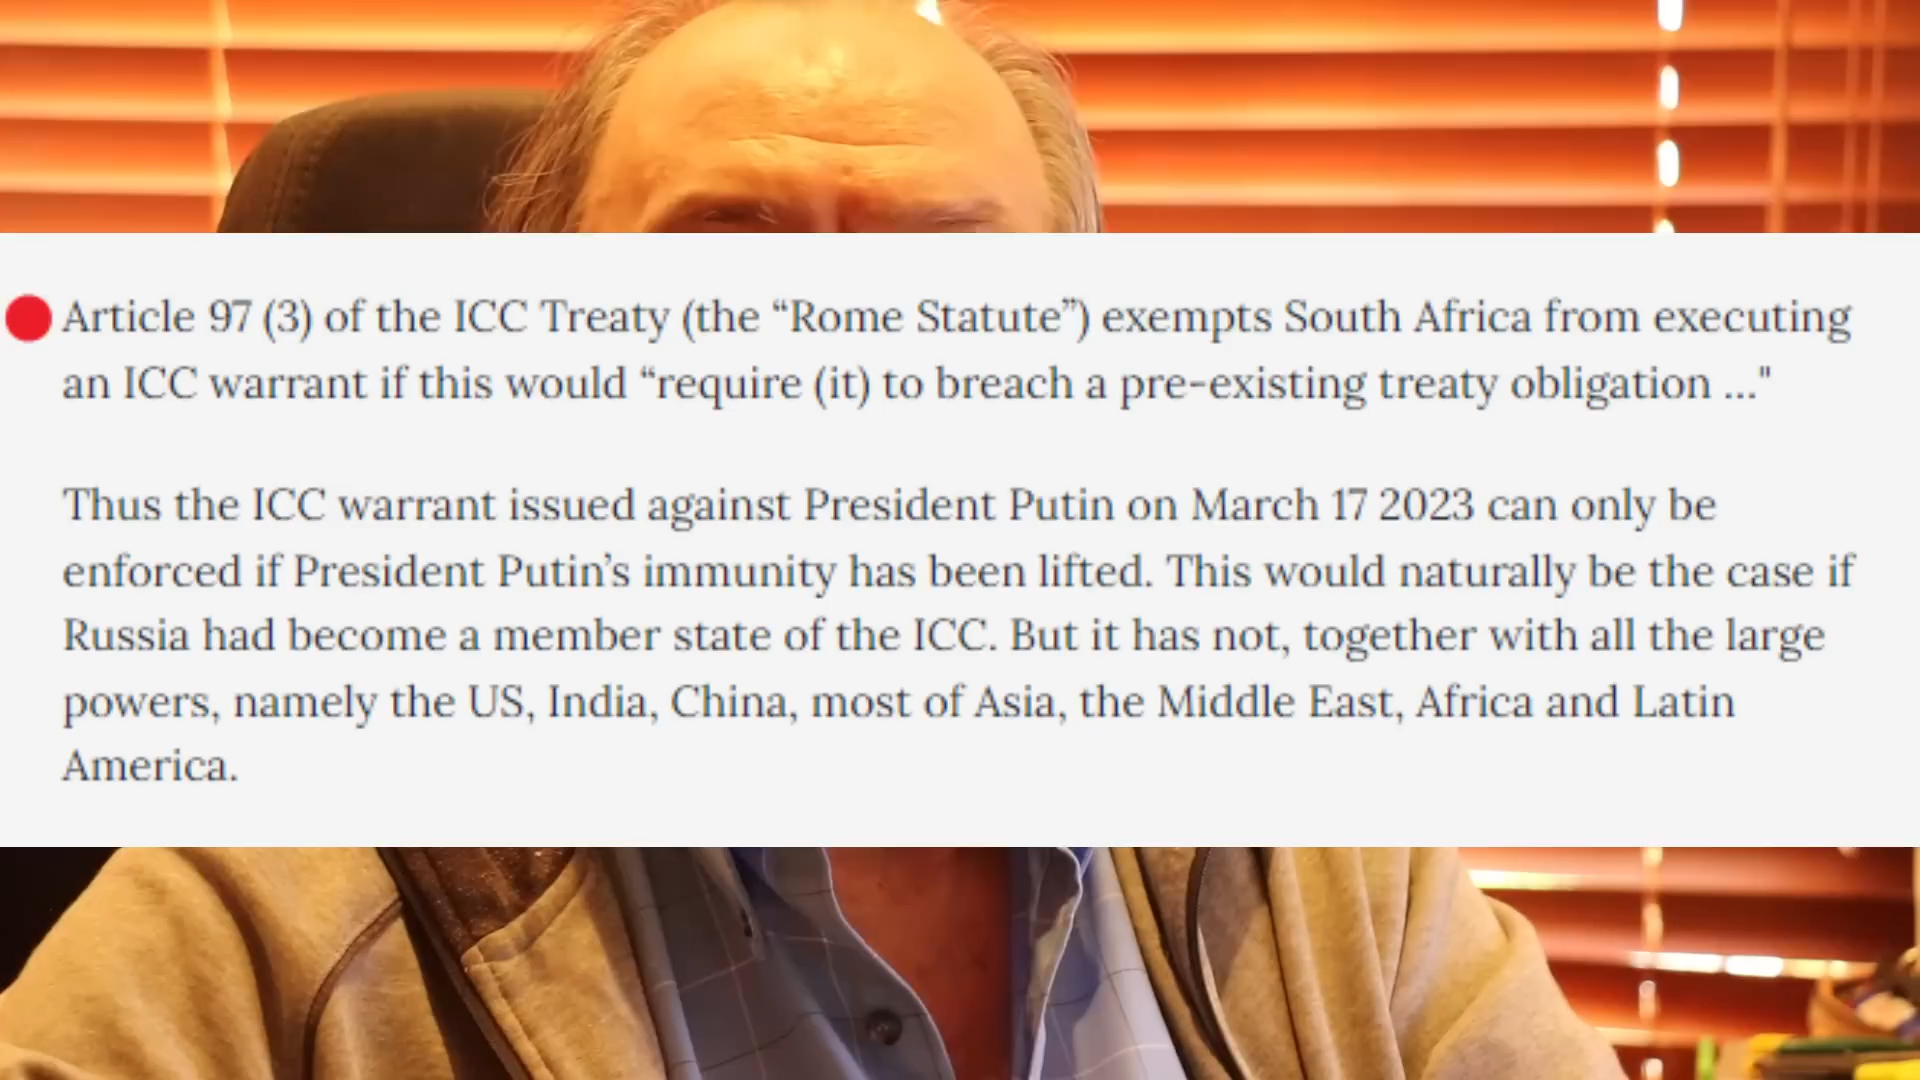 Article 97 (3) of the ICC Treaty (the “Rome Statute”) exempts South Africa from executing
an ICC warrant if this would “require (it) to breach a pre-existing treaty obligation ..."
Thus the ICC warrant issued against President Putin on March 17 2023 can only be
enforced if President Putin’s immunity has been lifted. This would naturally be the case if
Russia had become a member state of the ICC. But it has not, together with all the large
powers, namely the US, India, China, most of Asia, the Middle East, Africa and Latin
America.